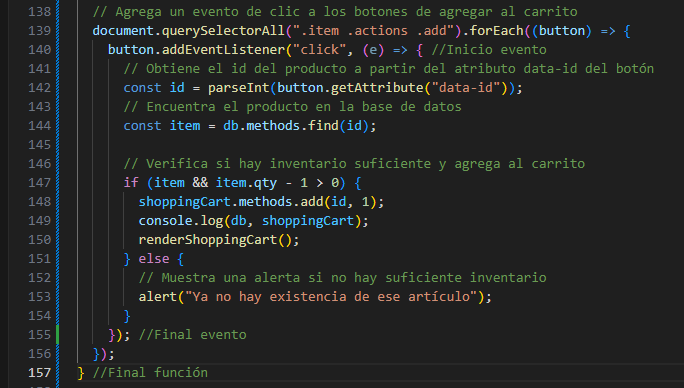 138 // Agrega un evento de clic a los botones de agregar al carrito
139 document.querySelectorAll(".item .actions .add").forEach((button) => {
140 button.addEventListener("click", (e) => { //Inicio evento
141 // Obtiene el id del producto a partir del atributo data-id del botón
142 const id = parseInt(button.getAttribute("data-id"));
143 // Encuentra el producto en la base de datos
144 const item = db.methods.find(id);
145
146 // Verifica si hay inventario suficiente y agrega al carrito
147 if (item && item.qty - 1 > 0) {
148 shoppingCart.methods.add(id, 1);
149 console.log(db, shoppingCart);
150 renderShoppingCart();
151 } else {
152 // Muestra una alerta si no hay suficiente inventario
153 alert("Ya no hay existencia de ese artículo");
154 }
155 }); //Final evento
156 });
157 } //Final función